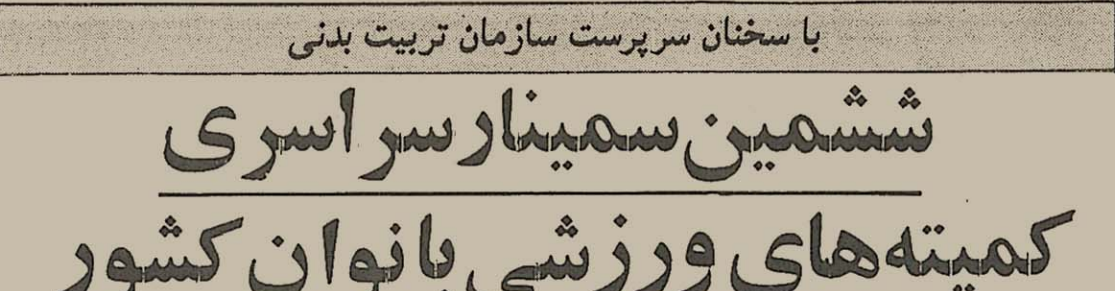 با سخنان سرپرست سازمان تربیت بدنی
ششمین سمینار سراسری
کمیته‌های ورزشی بانوان کشور